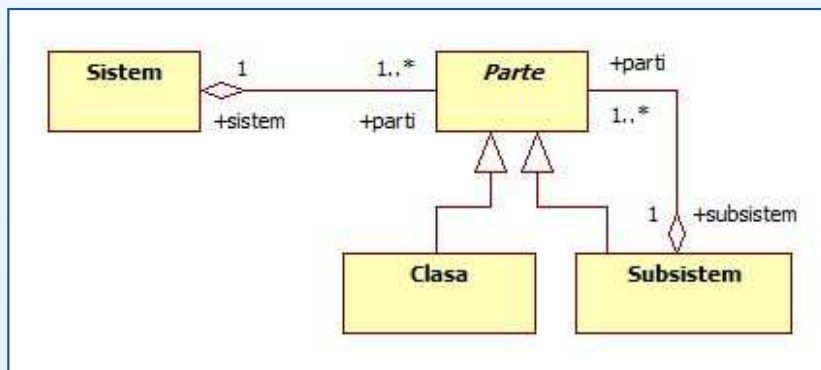 Sistem
1
1..*
+sistem
+parti
Parte
+parti
1..*
1
+subsistem
Clasa
Subsistem